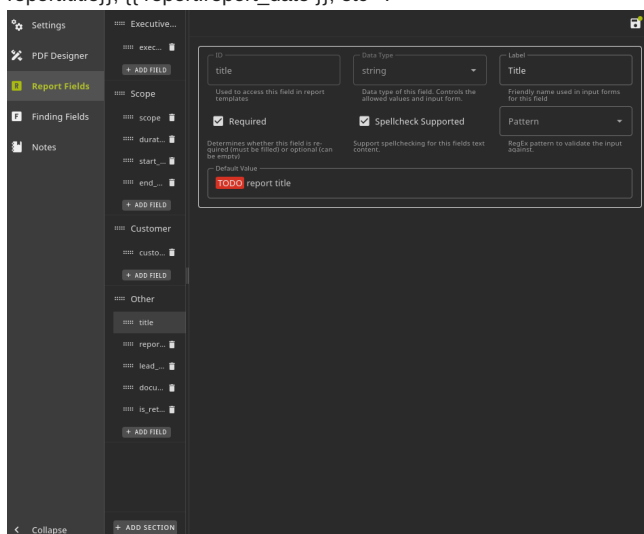 Settings
PDF Designer
Report Fields
Finding Fields
Notes
Collapse
Executive...
exec...
+ ADD FIELD
Scope
scope
durat...
start_...
end_...
+ ADD FIELD
Customer
custo...
+ ADD FIELD
Other
title
repor...
lead_...
docu...
is_ret...
+ ADD FIELD
+ ADD SECTION
ID
title
Used to access this field in report
templates
Data Type
string
Data type of this field. Controls the
allowed values and input form.
Label
Title
Friendly name used in input forms
for this field
Required
Determines whether this field is re-
quired (must be filled) or optional (can
be empty)
Spellcheck Supported
Support spellchecking for this fields text
content.
Pattern
RegEx pattern to validate the input
against.
Default Value
TODO report title